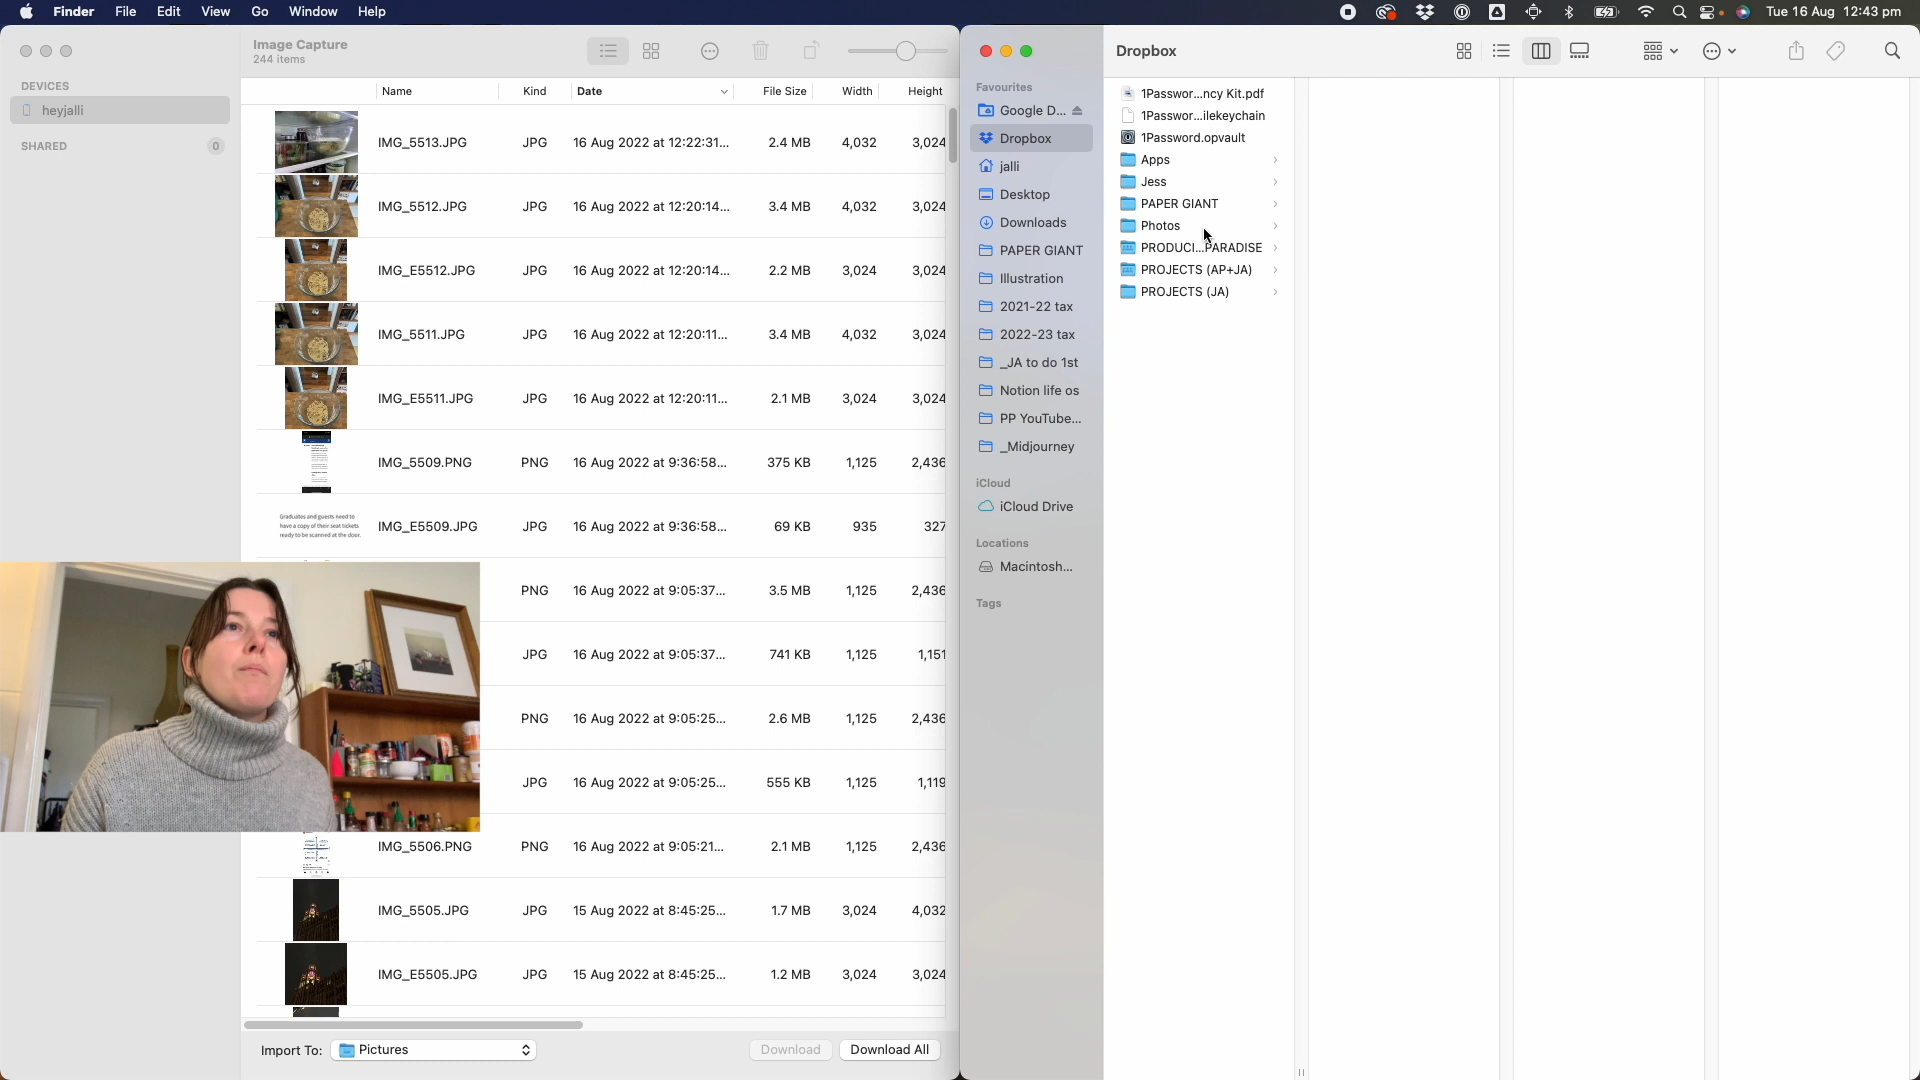 Finder File Edit View Go Window Help Tue 16 Aug 12:43 pm
Image Capture
244 items
DEVICES
heyjalli
SHARED 0
Name Kind Date File Size Width Height
IMG_5513.JPG JPG 16 Aug 2022 at 12:22:31... 2.4 MB 4,032 3,024
IMG_5512.JPG JPG 16 Aug 2022 at 12:20:14... 3.4 MB 4,032 3,024
IMG_E5512.JPG JPG 16 Aug 2022 at 12:20:14... 2.2 MB 3,024 3,024
IMG_5511.JPG JPG 16 Aug 2022 at 12:20:11... 3.4 MB 4,032 3,024
IMG_E5511.JPG JPG 16 Aug 2022 at 12:20:11... 2.1 MB 3,024 3,024
IMG_5509.PNG PNG 16 Aug 2022 at 9:36:58... 375 KB 1,125 2,436
Graduates and guests need to
have a copy of their seat tickets
ready to be scanned at the door.
IMG_E5509.JPG JPG 16 Aug 2022 at 9:36:58... 69 KB 935 327
PNG 16 Aug 2022 at 9:05:37... 3.5 MB 1,125 2,436
JPG 16 Aug 2022 at 9:05:37... 741 KB 1,125 1,151
PNG 16 Aug 2022 at 9:05:25... 2.6 MB 1,125 2,436
JPG 16 Aug 2022 at 9:05:25... 555 KB 1,125 1,119
IMG_5506.PNG PNG 16 Aug 2022 at 9:05:21... 2.1 MB 1,125 2,436
IMG_5505.JPG JPG 15 Aug 2022 at 8:45:25... 1.7 MB 3,024 4,032
IMG_E5505.JPG JPG 15 Aug 2022 at 8:45:25... 1.2 MB 3,024 3,024
Import To: Pictures Download Download All
Dropbox
Favourites
Google D...
Dropbox
jalli
Desktop
Downloads
PAPER GIANT
Illustration
2021-22 tax
2022-23 tax
_JA to do 1st
Notion life os
PP YouTube...
_Midjourney
iCloud
iCloud Drive
Locations
Macintosh...
Tags
1Passwor...ncy Kit.pdf
1Passwor...ilekeychain
1Password.opvault
Apps
Jess
PAPER GIANT
Photos
PRODUCI...PARADISE
PROJECTS (AP+JA)
PROJECTS (JA)